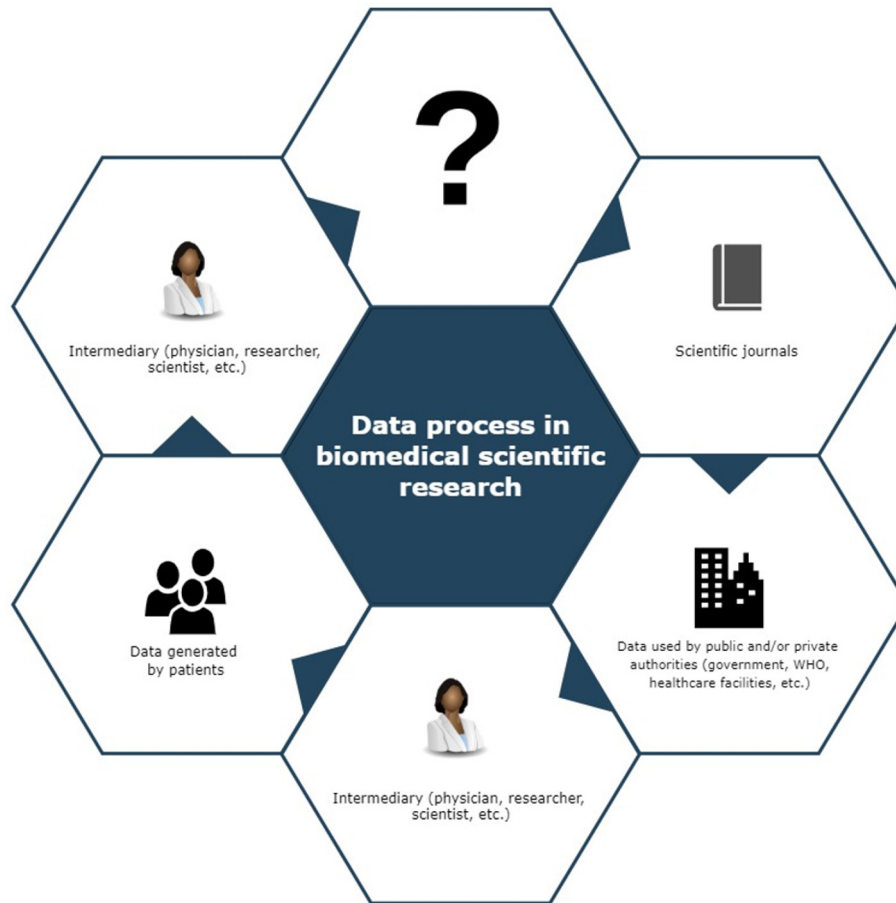 ?
Intermediary (physician, researcher,
scientist, etc.)
Scientific journals
Data process in
biomedical scientific
research
Data generated
by patients
Data used by public and/or private
authorities (government, WHO,
healthcare facilities, etc.)
Intermediary (physician, researcher,
scientist, etc.)